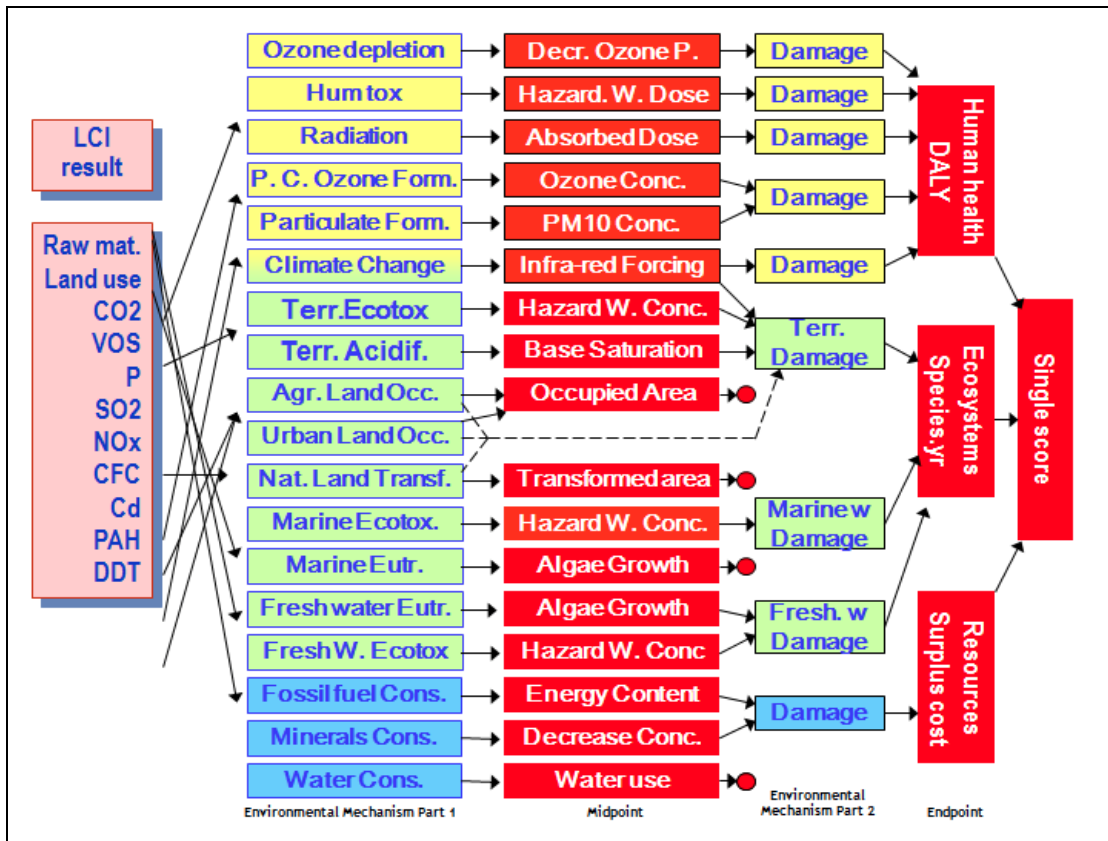 LCI
result
Raw mat.
Land use
CO2
VOS
P
SO2
NOx
CFC
Cd
PAH
DDT
Ozone depletion
Hum tox
Radiation
P. C. Ozone Form.
Particulate Form.
Climate Change
Terr.Ecotox
Terr. Acidif.
Agr. Land Occ.
Urban Land Occ.
Nat. Land Transf.
Marine Ecotox.
Marine Eutr.
Freshwater Eutr.
Fresh W. Ecotox
Fossil fuel Cons.
Minerals Cons.
Water Cons.
Environmental Mechanism Part 1
Decr. Ozone P.
Hazard. W. Dose
Absorbed Dose
Ozone Conc.
PM10 Conc.
Infra-red Forcing
Hazard W. Conc.
Base Saturation
Occupied Area
Transformed area
Hazard W. Conc.
Algae Growth
Algae Growth
Hazard W. Conc
Energy Content
Decrease Conc.
Water use
Midpoint
Damage
Damage
Damage
Damage
Damage
Terr.
Damage
Marine w
Damage
Fresh. w
Damage
Damage
Environmental
Mechanism Part 2
Human health
DALY
Ecosystems
Species.yr
Resources
Surplus cost
Endpoint
Single score